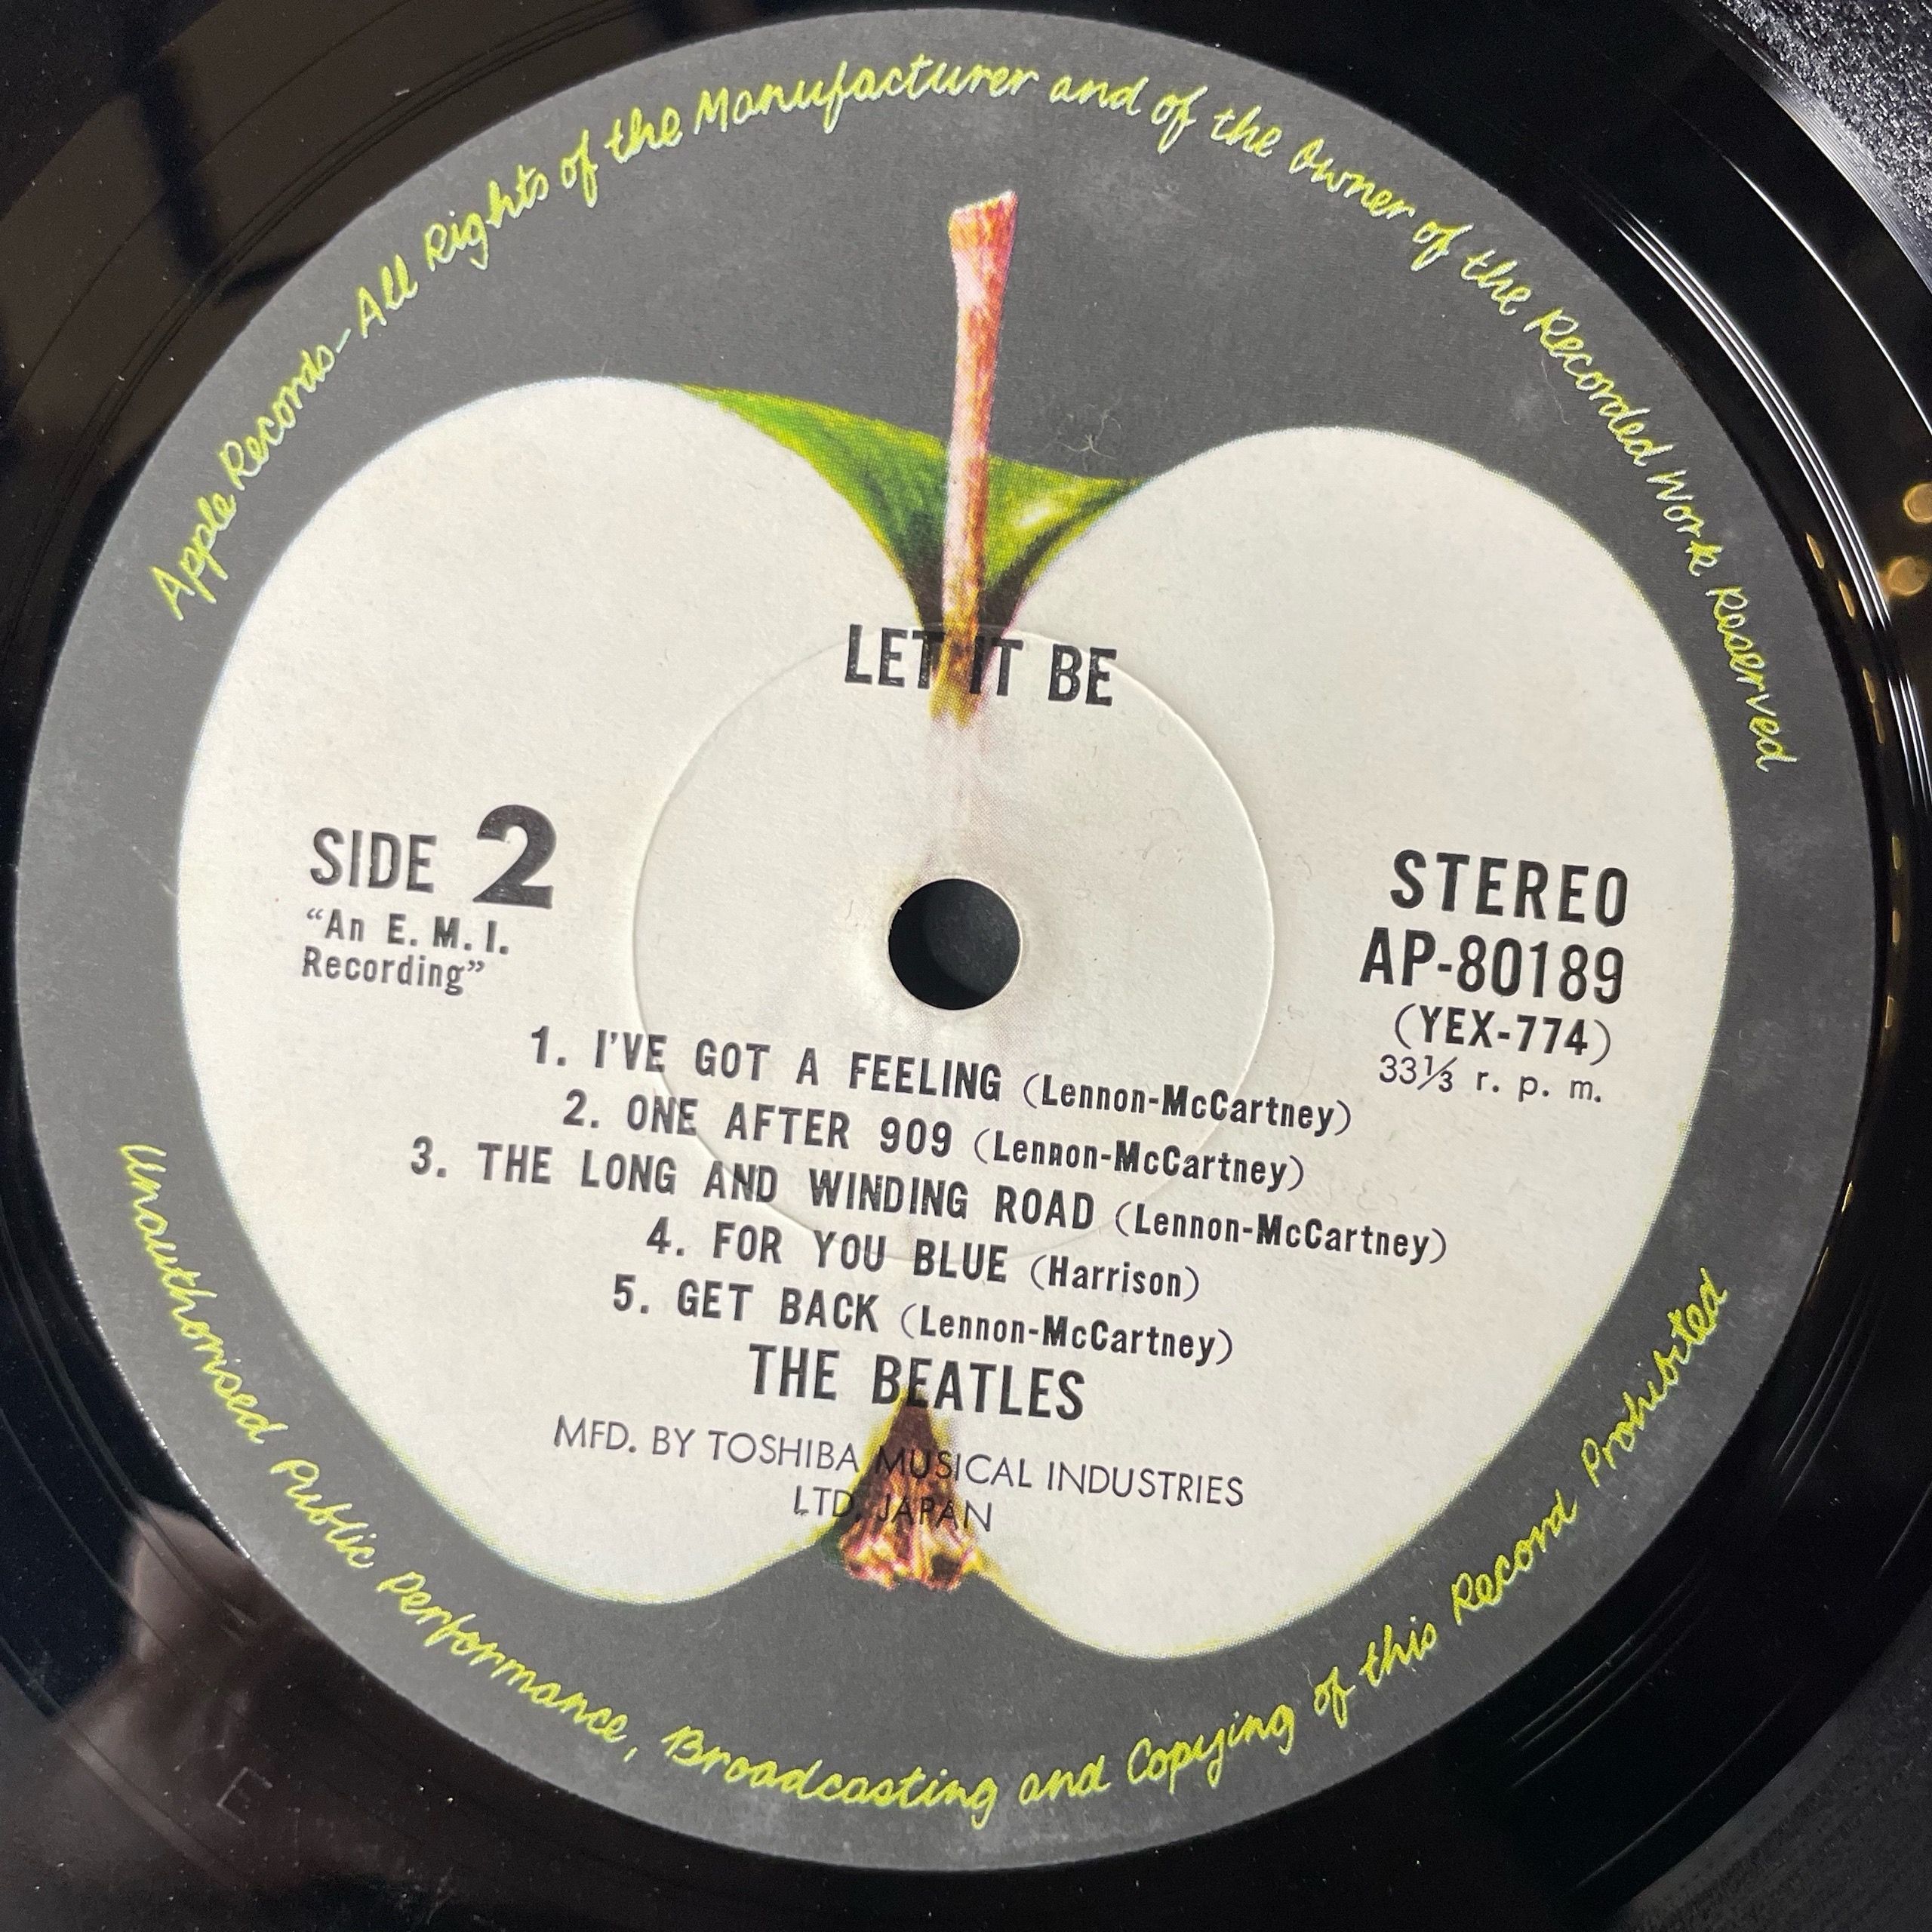 Apple Records-All Rights of the Manufacturer and of the Owner of the Recorded Work Reserved
LET IT BE
SIDE 2
“An E. M. I.
Recording”
STEREO
AP-80189
(YEX-774)
33⅓ r. p. m.
1. I'VE GOT A FEELING (Lennon-McCartney)
2. ONE AFTER 909 (Lennon-McCartney)
3. THE LONG AND WINDING ROAD (Lennon-McCartney)
4. FOR YOU BLUE (Harrison)
5. GET BACK (Lennon-McCartney)
THE BEATLES
MFD. BY TOSHIBA MUSICAL INDUSTRIES
LTD. JAPAN
Unauthorised Public Performance, Broadcasting and Copying of this Record Prohibited